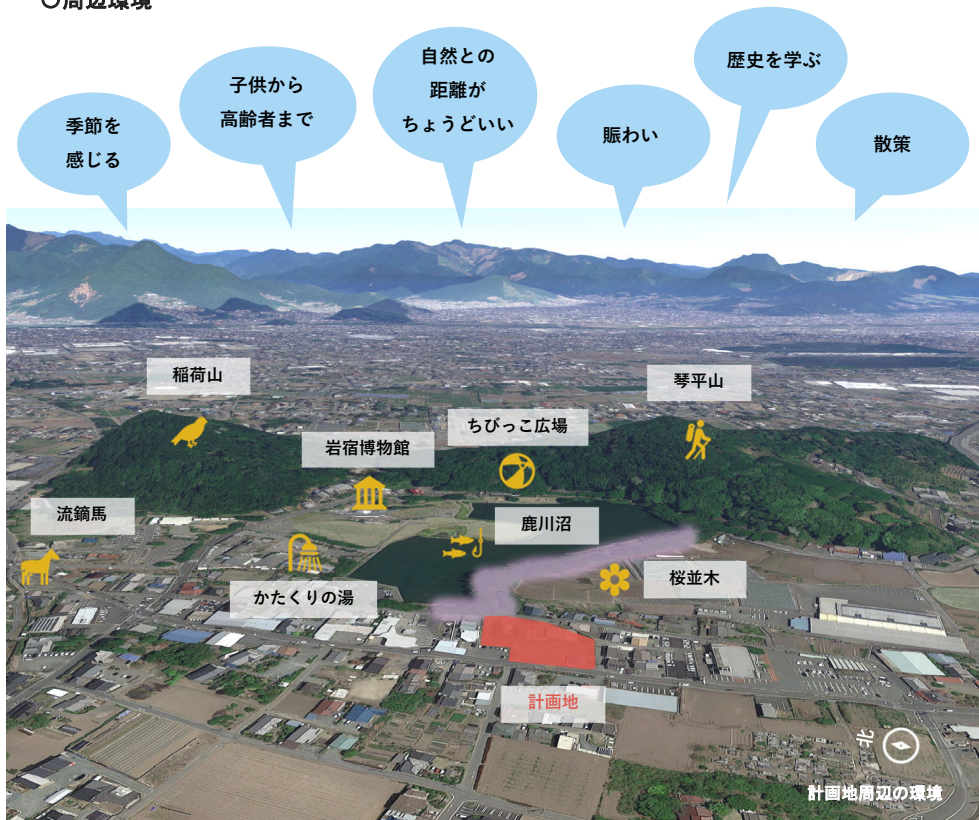 〇周辺環境
季節を
感じる
子供から
高齢者まで
自然との
距離が
ちょうどいい
賑わい
歴史を学ぶ
散策
稲荷山
琴平山
ちびっこ広場
岩宿博物館
流鏑馬
鹿川沼
桜並木
かたくりの湯
計画地
北
計画地周辺の環境